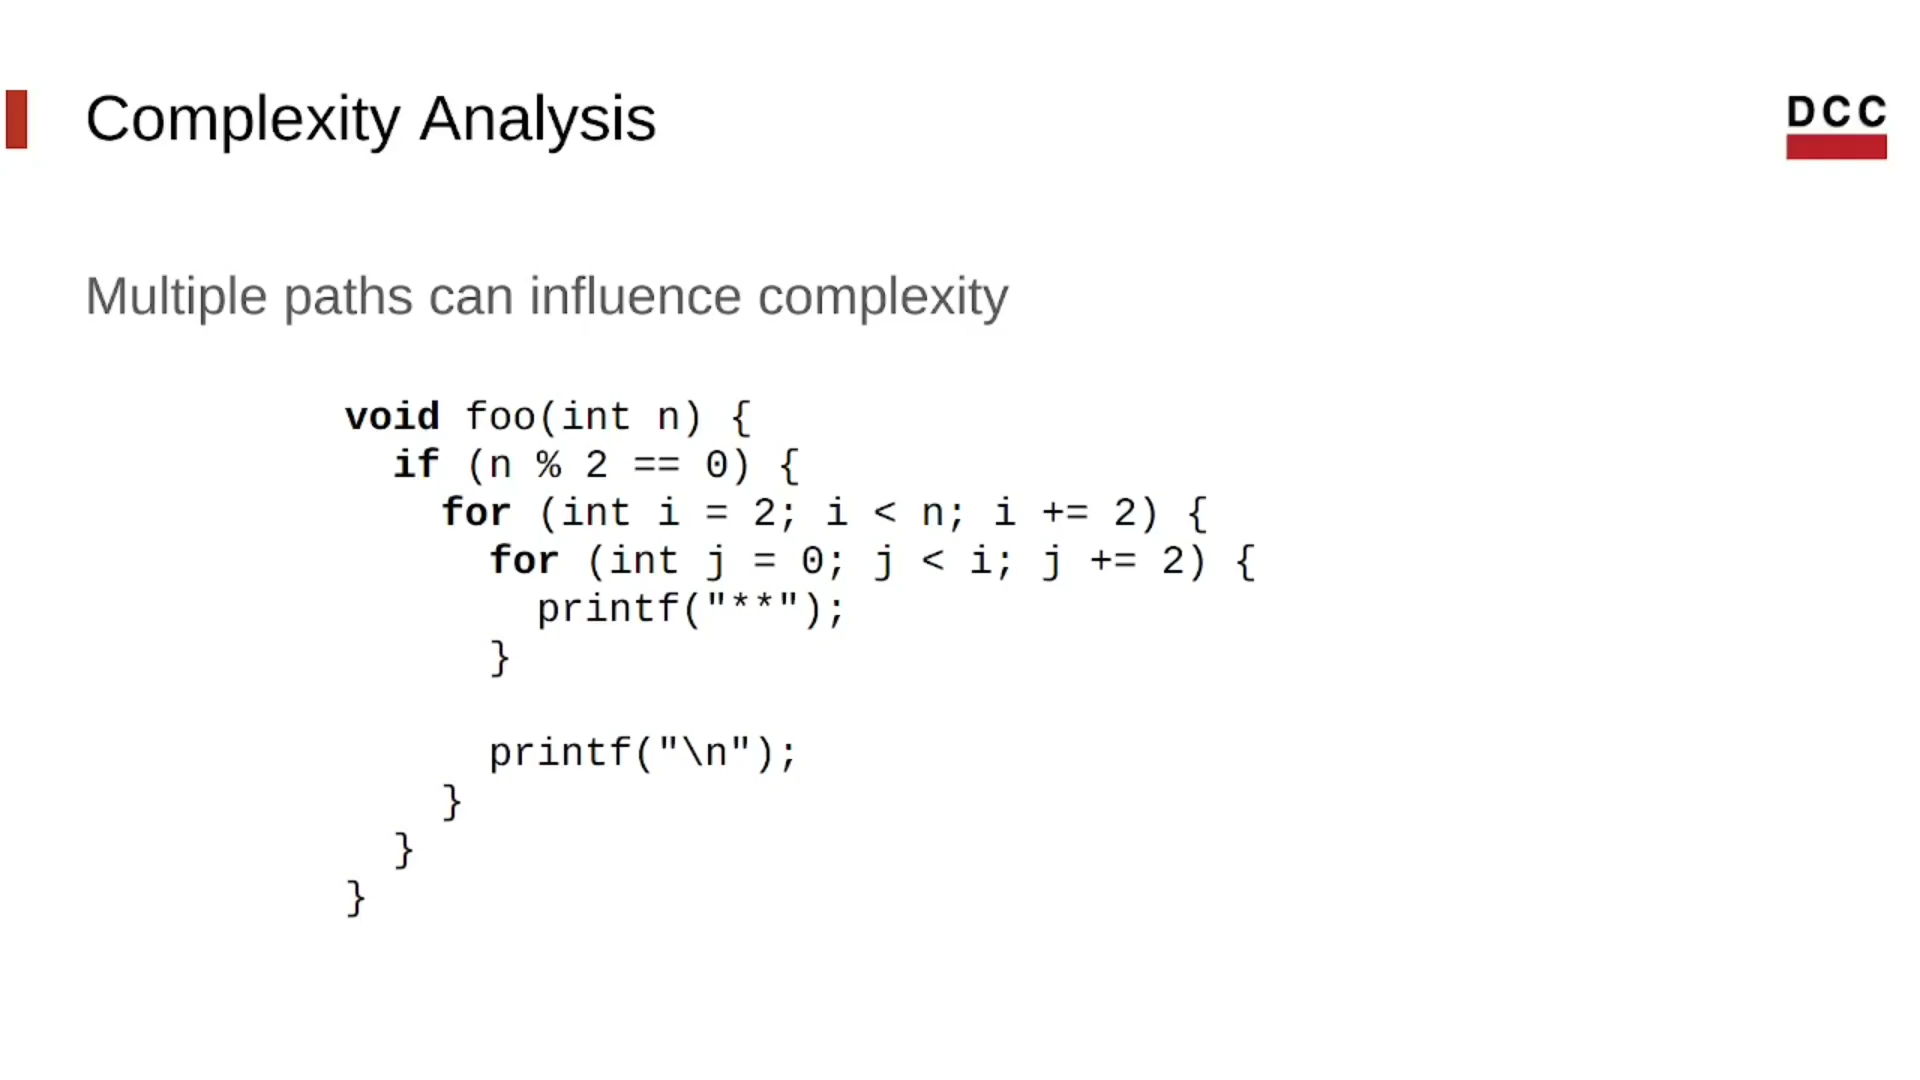 Complexity Analysis
DCC
Multiple paths can influence complexity
void foo(int n) {
  if (n % 2 == 0) {
    for (int i = 2; i < n; i += 2) {
      for (int j = 0; j < i; j += 2) {
        printf("**");
      }

      printf("\n");
    }
  }
}